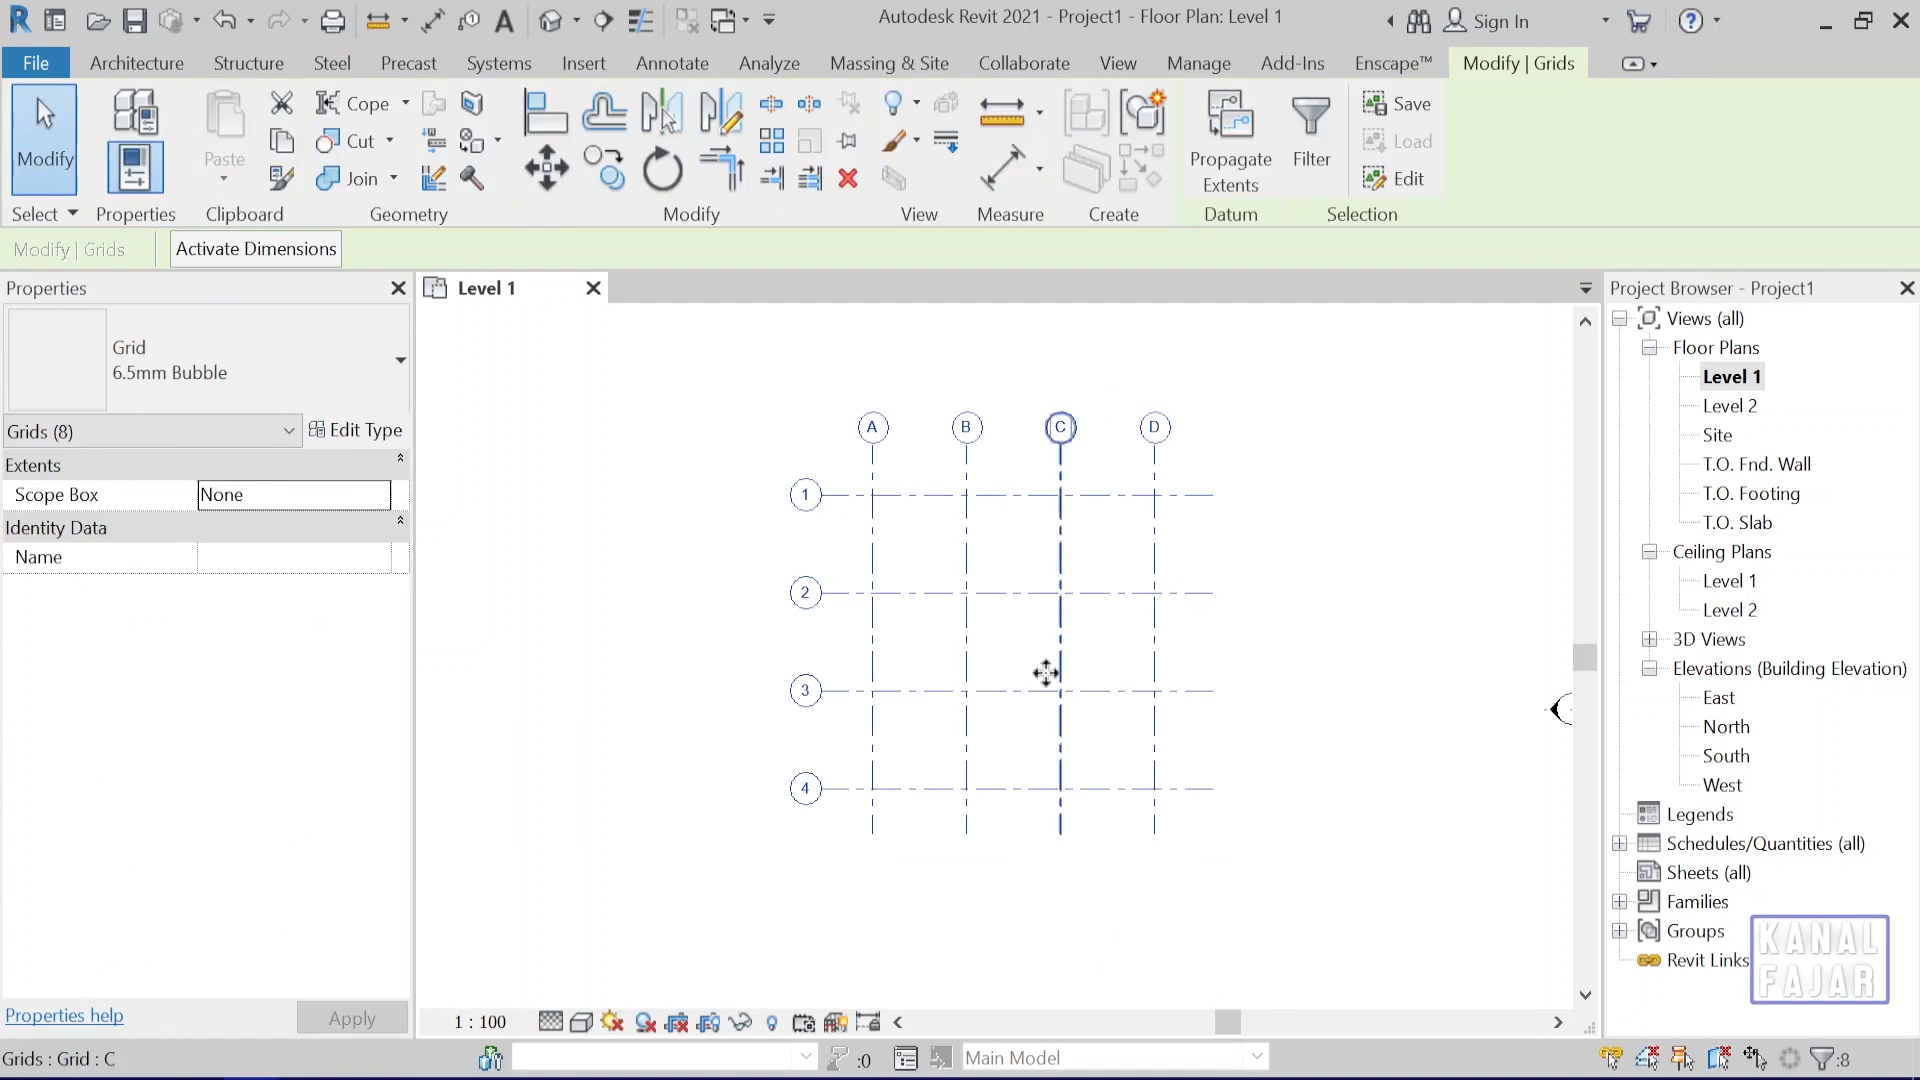 Autodesk Revit 2021 - Project1 - Floor Plan: Level 1
Sign In
File Architecture Structure Steel Precast Systems Insert Annotate Analyze Massing & Site Collaborate View Manage Add-Ins Enscape™ Modify | Grids
Modify
Paste
Cope
Cut
Join
Propagate Extents
Filter
Save
Load
Edit
Select Properties Clipboard Geometry Modify View Measure Create Datum Selection
Modify | Grids Activate Dimensions
Properties
Grid
6.5mm Bubble
Grids (8) Edit Type
Extents
Scope Box None
Identity Data
Name
Properties help Apply
Level 1
A B C D
1
2
3
4
1 : 100
Project Browser - Project1
Views (all)
Floor Plans
Level 1
Level 2
Site
T.O. Fnd. Wall
T.O. Footing
T.O. Slab
Ceiling Plans
Level 1
Level 2
3D Views
Elevations (Building Elevation)
East
North
South
West
Legends
Schedules/Quantities (all)
Sheets (all)
Families
Groups
Revit Links
KANAL
FAJAR
Grids : Grid : C :0 Main Model :8